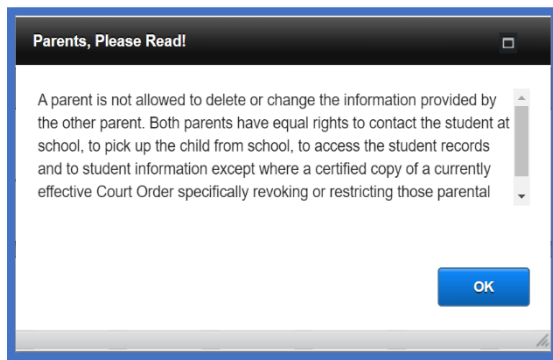 Parents, Please Read!
A parent is not allowed to delete or change the information provided by
the other parent. Both parents have equal rights to contact the student at
school, to pick up the child from school, to access the student records
and to student information except where a certified copy of a currently
effective Court Order specifically revoking or restricting those parental
OK